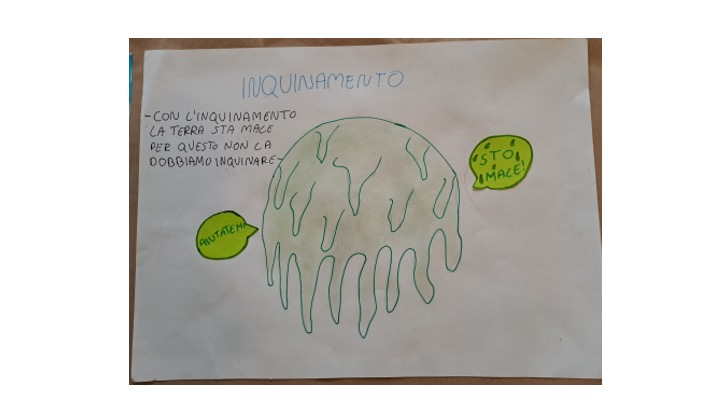 INQUINAMENTO
-CON L'INQUINAMENTO
LA TERRA STA MALE
PER QUESTO NON LA
DOBBIAMO INQUINARE-
STO
MALE!
AIUTATEMI